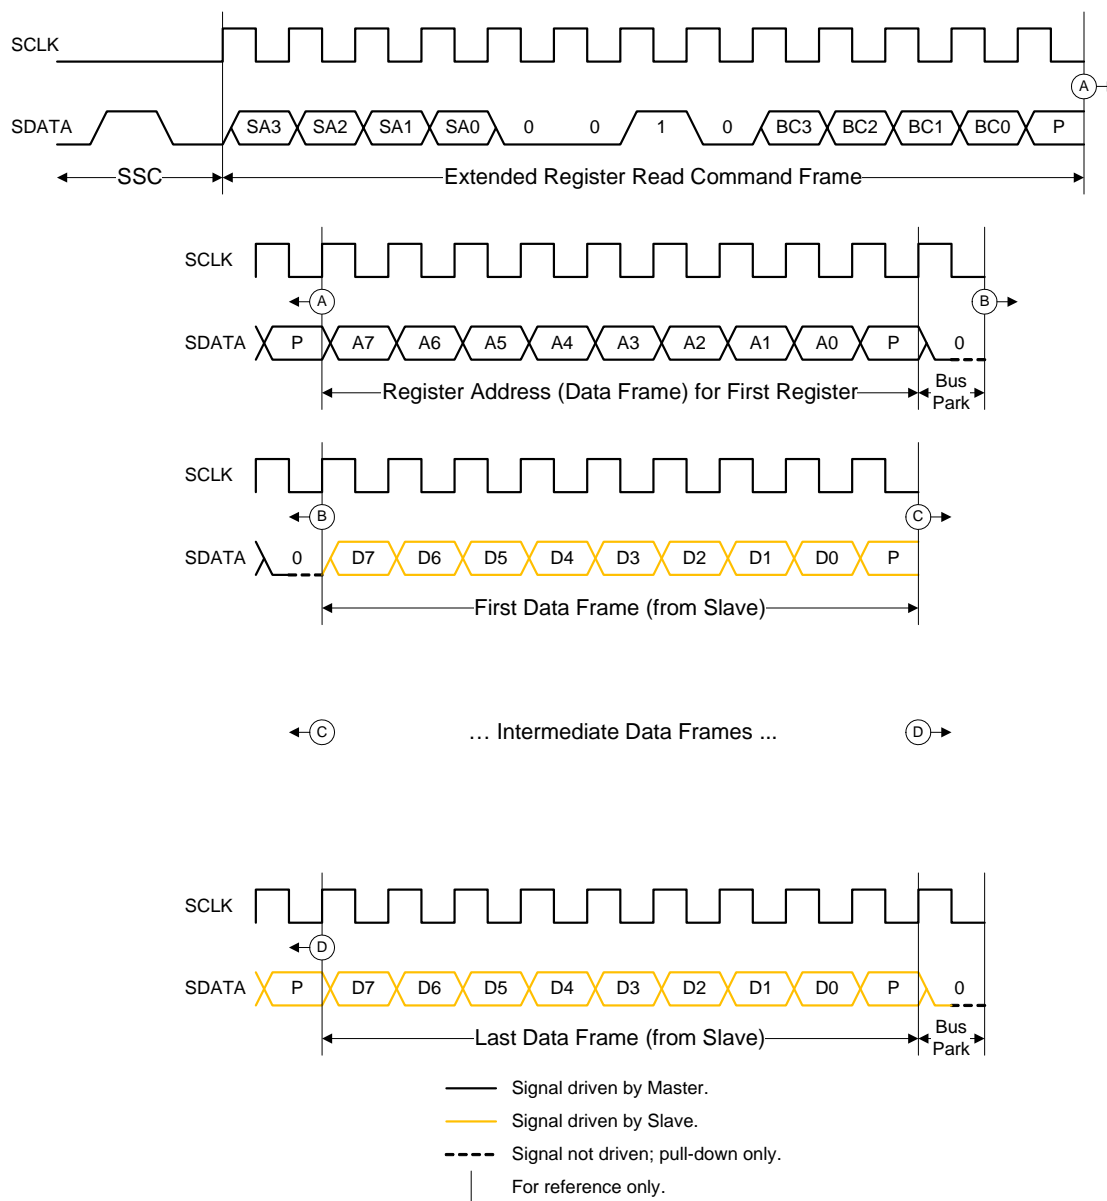 SCLK
A
SDATA SA3 SA2 SA1 SA0 0 0 1 0 BC3 BC2 BC1 BC0 P
SSC Extended Register Read Command Frame
SCLK
A B
SDATA P A7 A6 A5 A4 A3 A2 A1 A0 P 0
Register Address (Data Frame) for First Register Bus
Park
SCLK
B C
SDATA 0 D7 D6 D5 D4 D3 D2 D1 D0 P
First Data Frame (from Slave)
C … Intermediate Data Frames ... D
SCLK
D
SDATA P D7 D6 D5 D4 D3 D2 D1 D0 P 0
Last Data Frame (from Slave) Bus
Park
Signal driven by Master.
Signal driven by Slave.
Signal not driven; pull-down only.
For reference only.